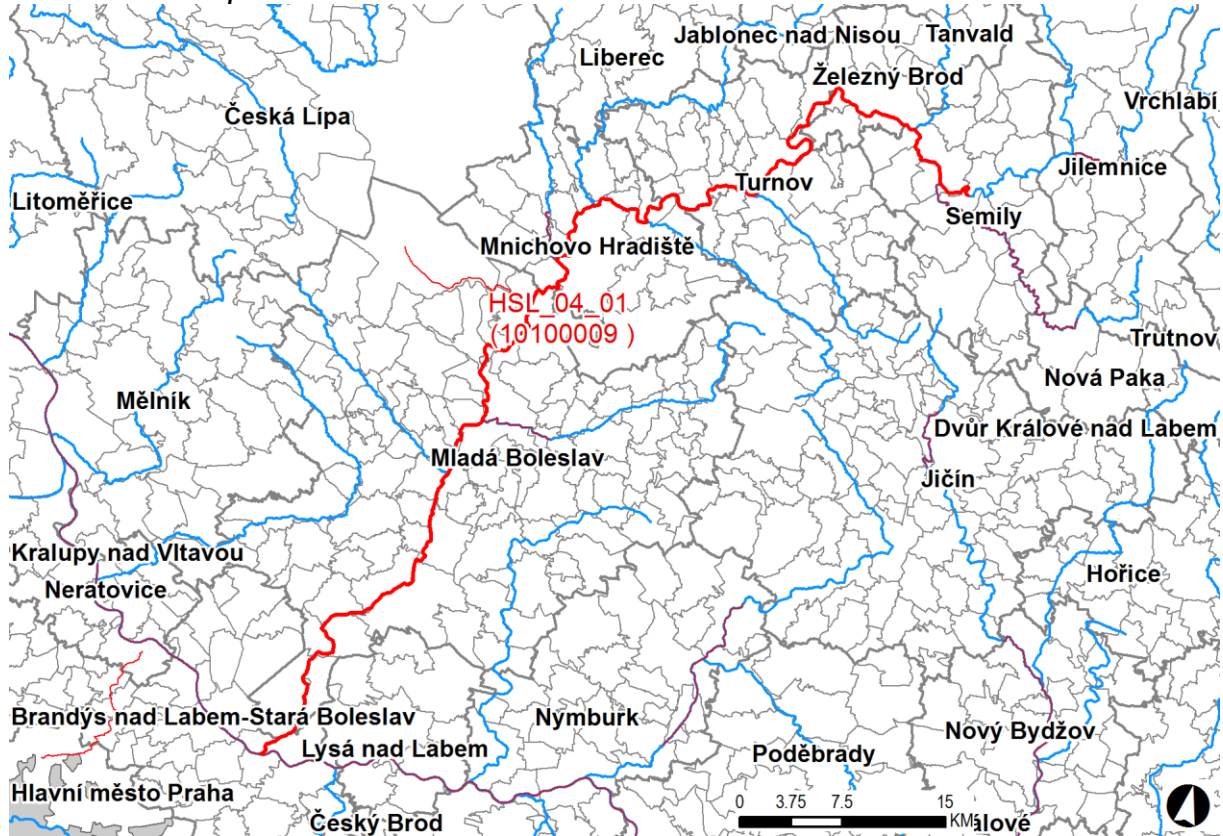 Jablonec nad Nisou
Tanvald
Liberec
Železný Brod
Vrchlabí
Česká Lípa
Jilemnice
Turnov
Litoměřice
Semily
Mnichovo Hradiště
HSL_04_01
(10100009 )
Trutnov
Nová Paka
Mělník
Dvůr Králové nad Labem
Mladá Boleslav
Jičín
Kralupy nad Vltavou
Hořice
Neratovice
Brandýs nad Labem-Stará Boleslav
Nymburk
Nový Bydžov
Lysá nad Labem
Poděbrady
Hlavní město Praha
0 3.75 7.5 15
KM
Český Brod
álové